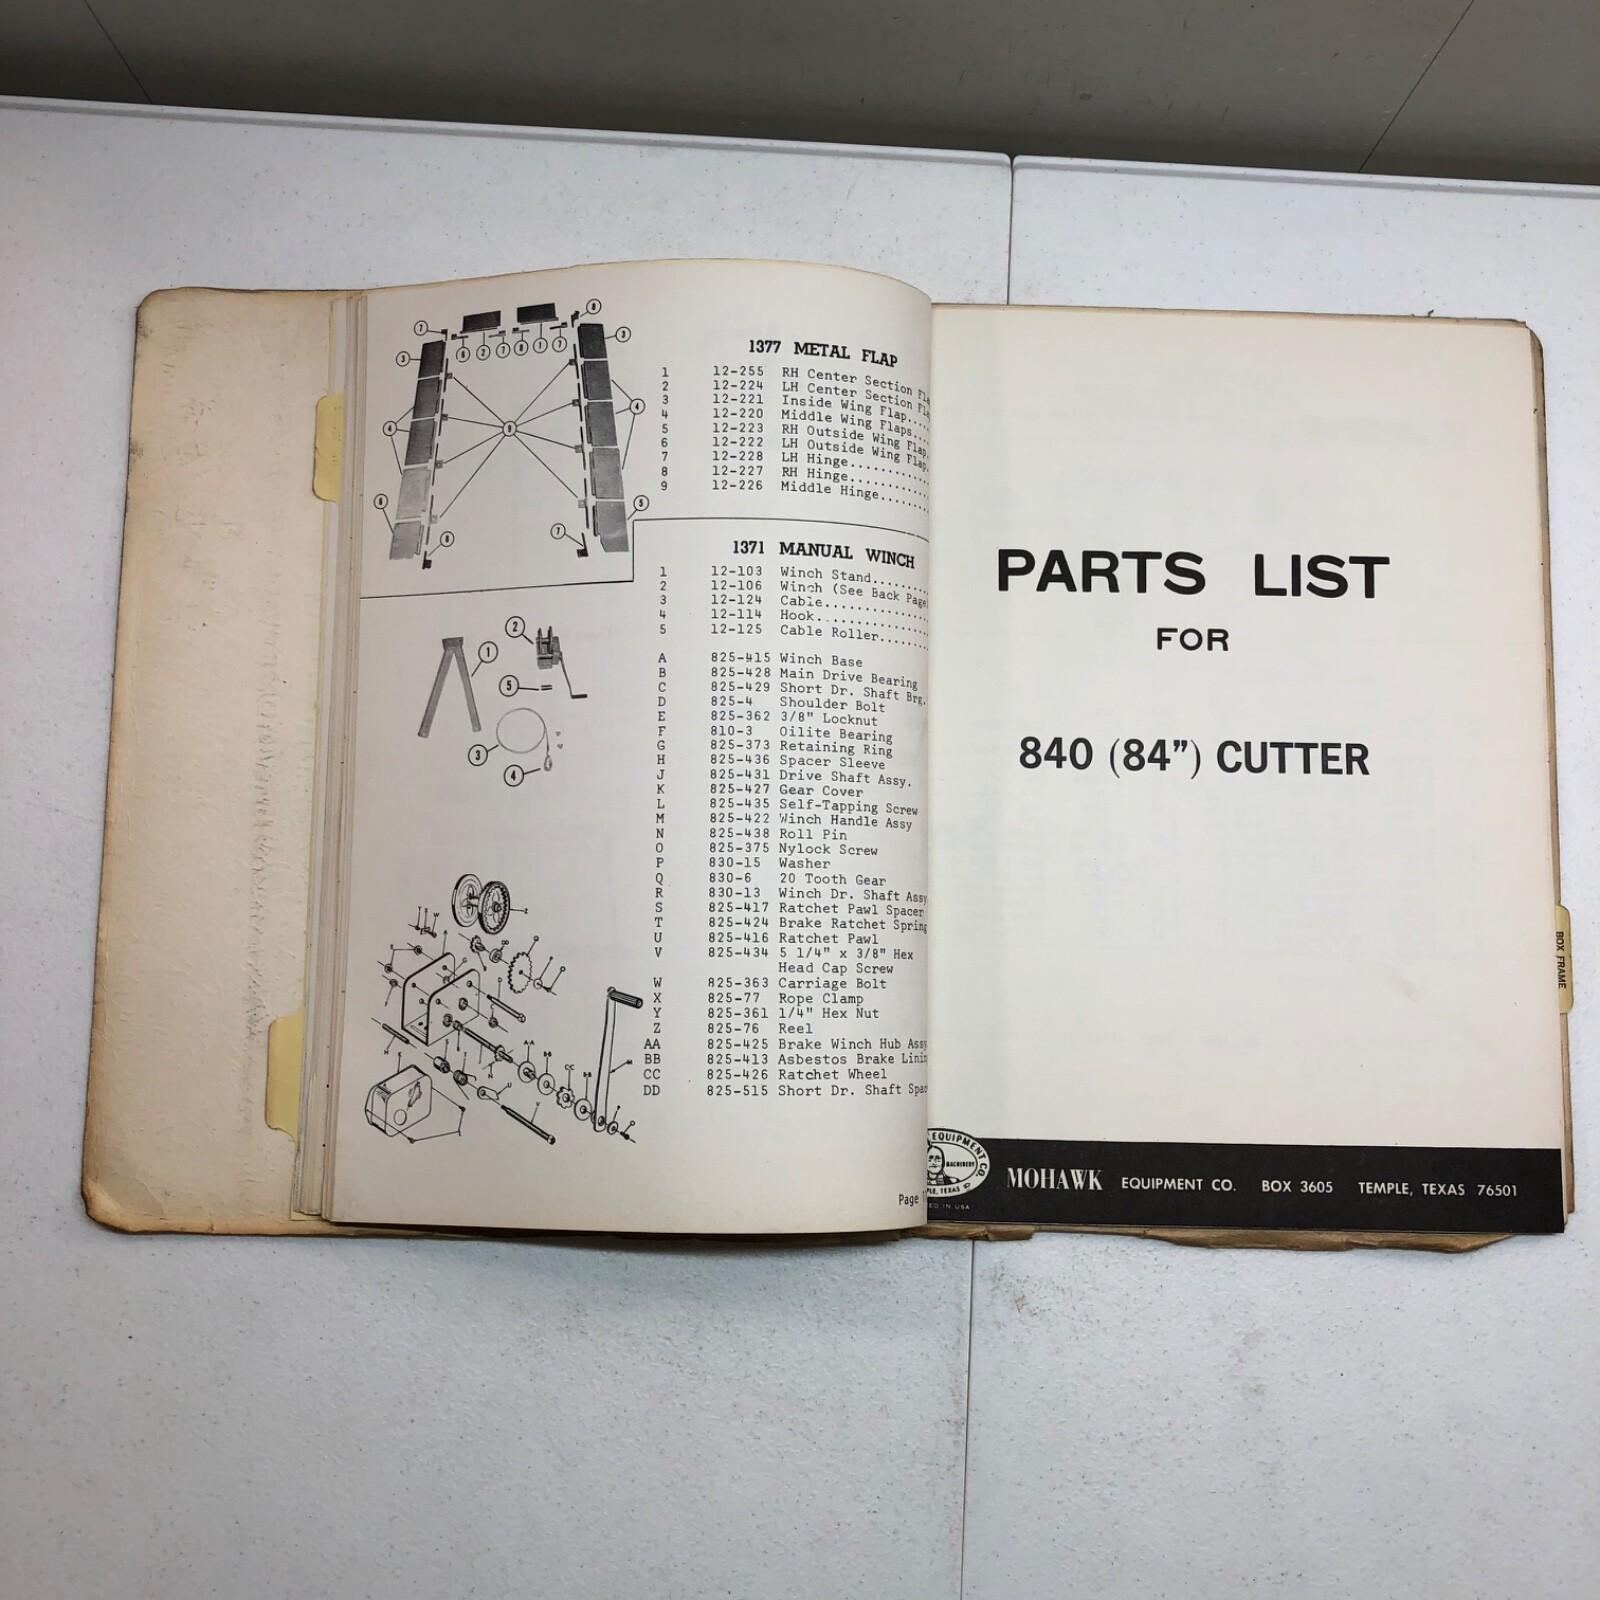 1377 METAL FLAP
1 12-255 RH Center Section
2 12-224 LH Center Section
3 12-221 Inside Wing Flap....
4 12-220 Middle Wing Flaps...
5 12-223 RH Outside Wing Flap.
6 12-222 LH Outside Wing Flap.
7 12-228 LH Hinge..........
8 12-227 RH Hinge..........
9 12-226 Middle Hinge......
1371 MANUAL WINCH
1 12-103 Winch Stand.......
2 12-106 Winch (See Back Page
3 12-124 Cable.............
4 12-114 Hook..............
5 12-125 Cable Roller......
A 825-415 Winch Base
B 825-428 Main Drive Bearing
C 825-429 Short Dr. Shaft Brg.
D 825-4 Shoulder Bolt
E 825-362 3/8" Locknut
F 810-3 Oilite Bearing
G 825-373 Retaining Ring
H 825-436 Spacer Sleeve
J 825-431 Drive Shaft Assy.
K 825-427 Gear Cover
L 825-435 Self-Tapping Screw
M 825-422 Winch Handle Assy
N 825-438 Roll Pin
O 825-375 Nylock Screw
P 830-15 Washer
Q 830-6 20 Tooth Gear
R 830-13 Winch Dr. Shaft Assy
S 825-417 Ratchet Pawl Spacer
T 825-424 Brake Ratchet Spring
U 825-416 Ratchet Pawl
V 825-434 5 1/4" x 3/8" Hex
Head Cap Screw
W 825-363 Carriage Bolt
X 825-77 Rope Clamp
Y 825-361 1/4" Hex Nut
Z 825-76 Reel
AA 825-425 Brake Winch Hub Assy
BB 825-413 Asbestos Brake
CC 825-426 Ratchet Wheel
DD 825-515 Short Dr. Shaft
Page
PARTS LIST
FOR
840 (84") CUTTER
EQUIPMENT CO.
MACHINERY
TEXAS
IN USA
MOHAWK EQUIPMENT CO. BOX 3605 TEMPLE, TEXAS 76501
BOX FRAME